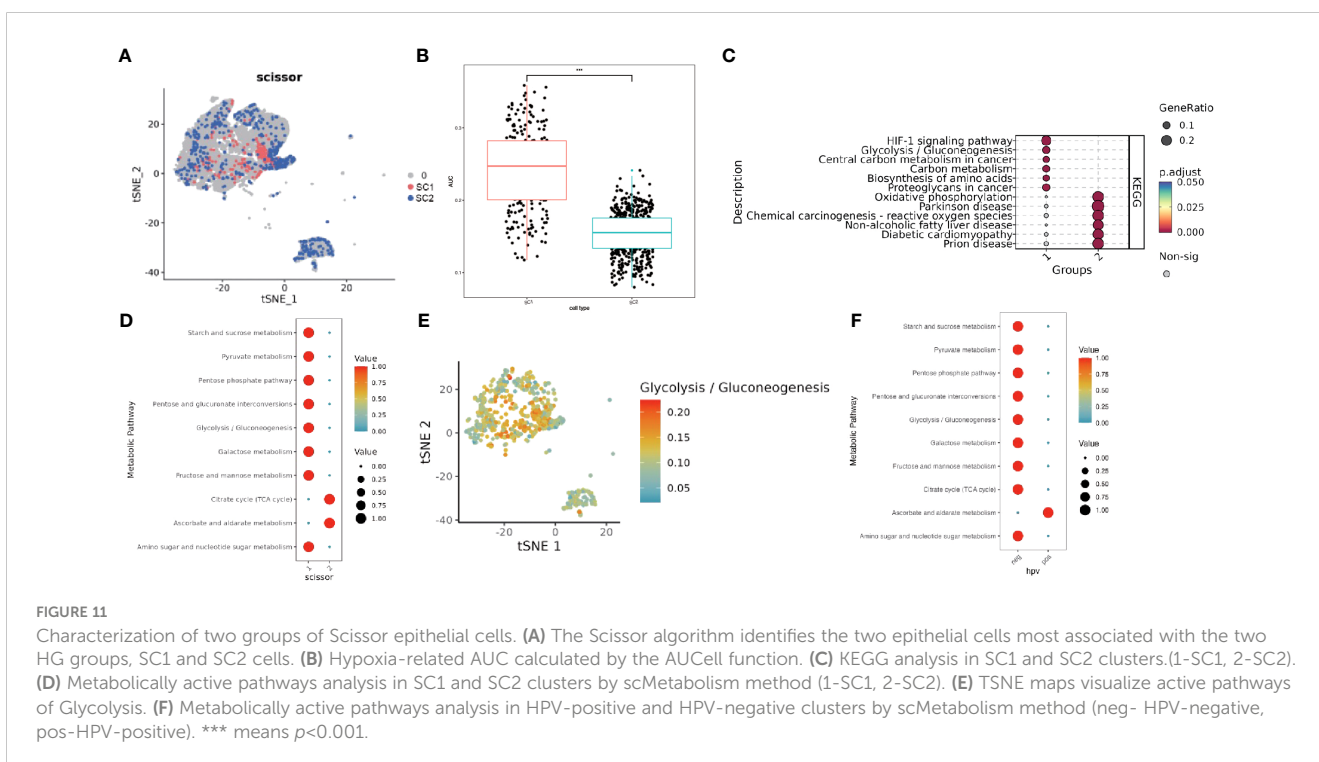 A
scissor
tSNE_2
20
0
-20
-40
-20
0
20
40
tSNE_1
0
SC1
SC2
B
***
AUC
0.3
0.2
0.1
SC1
SC2
cell type
C
Description
HIF-1 signaling pathway
Glycolysis / Gluconeogenesis
Central carbon metabolism in cancer
Carbon metabolism
Biosynthesis of amino acids
Proteoglycans in cancer
Oxidative phosphorylation
Parkinson disease
Chemical carcinogenesis - reactive oxygen species
Non-alcoholic fatty liver disease
Diabetic cardiomyopathy
Prion disease
1
2
Groups
KEGG
GeneRatio
0.1
0.2
p.adjust
0.050
0.025
0.000
Non-sig
D
Metabolic Pathway
Starch and sucrose metabolism
Pyruvate metabolism
Pentose phosphate pathway
Pentose and glucuronate interconversions
Glycolysis / Gluconeogenesis
Galactose metabolism
Fructose and mannose metabolism
Citrate cycle (TCA cycle)
Ascorbate and aldarate metabolism
Amino sugar and nucleotide sugar metabolism
1
2
scissor
Value
1.00
0.75
0.50
0.25
0.00
Value
0.00
0.25
0.50
0.75
1.00
E
tSNE 2
20
0
-20
-40
-20
0
20
tSNE 1
Glycolysis / Gluconeogenesis
0.20
0.15
0.10
0.05
F
Metabolic Pathway
Starch and sucrose metabolism
Pyruvate metabolism
Pentose phosphate pathway
Pentose and glucuronate interconversions
Glycolysis / Gluconeogenesis
Galactose metabolism
Fructose and mannose metabolism
Citrate cycle (TCA cycle)
Ascorbate and aldarate metabolism
Amino sugar and nucleotide sugar metabolism
neg
pos
hpv
Value
1.00
0.75
0.50
0.25
0.00
Value
0.00
0.25
0.50
0.75
1.00
FIGURE 11
Characterization of two groups of Scissor epithelial cells. (A) The Scissor algorithm identifies the two epithelial cells most associated with the two
HG groups, SC1 and SC2 cells. (B) Hypoxia-related AUC calculated by the AUCell function. (C) KEGG analysis in SC1 and SC2 clusters.(1-SC1, 2-SC2).
(D) Metabolically active pathways analysis in SC1 and SC2 clusters by scMetabolism method (1-SC1, 2-SC2). (E) TSNE maps visualize active pathways
of Glycolysis. (F) Metabolically active pathways analysis in HPV-positive and HPV-negative clusters by scMetabolism method (neg- HPV-negative,
pos-HPV-positive). *** means p<0.001.